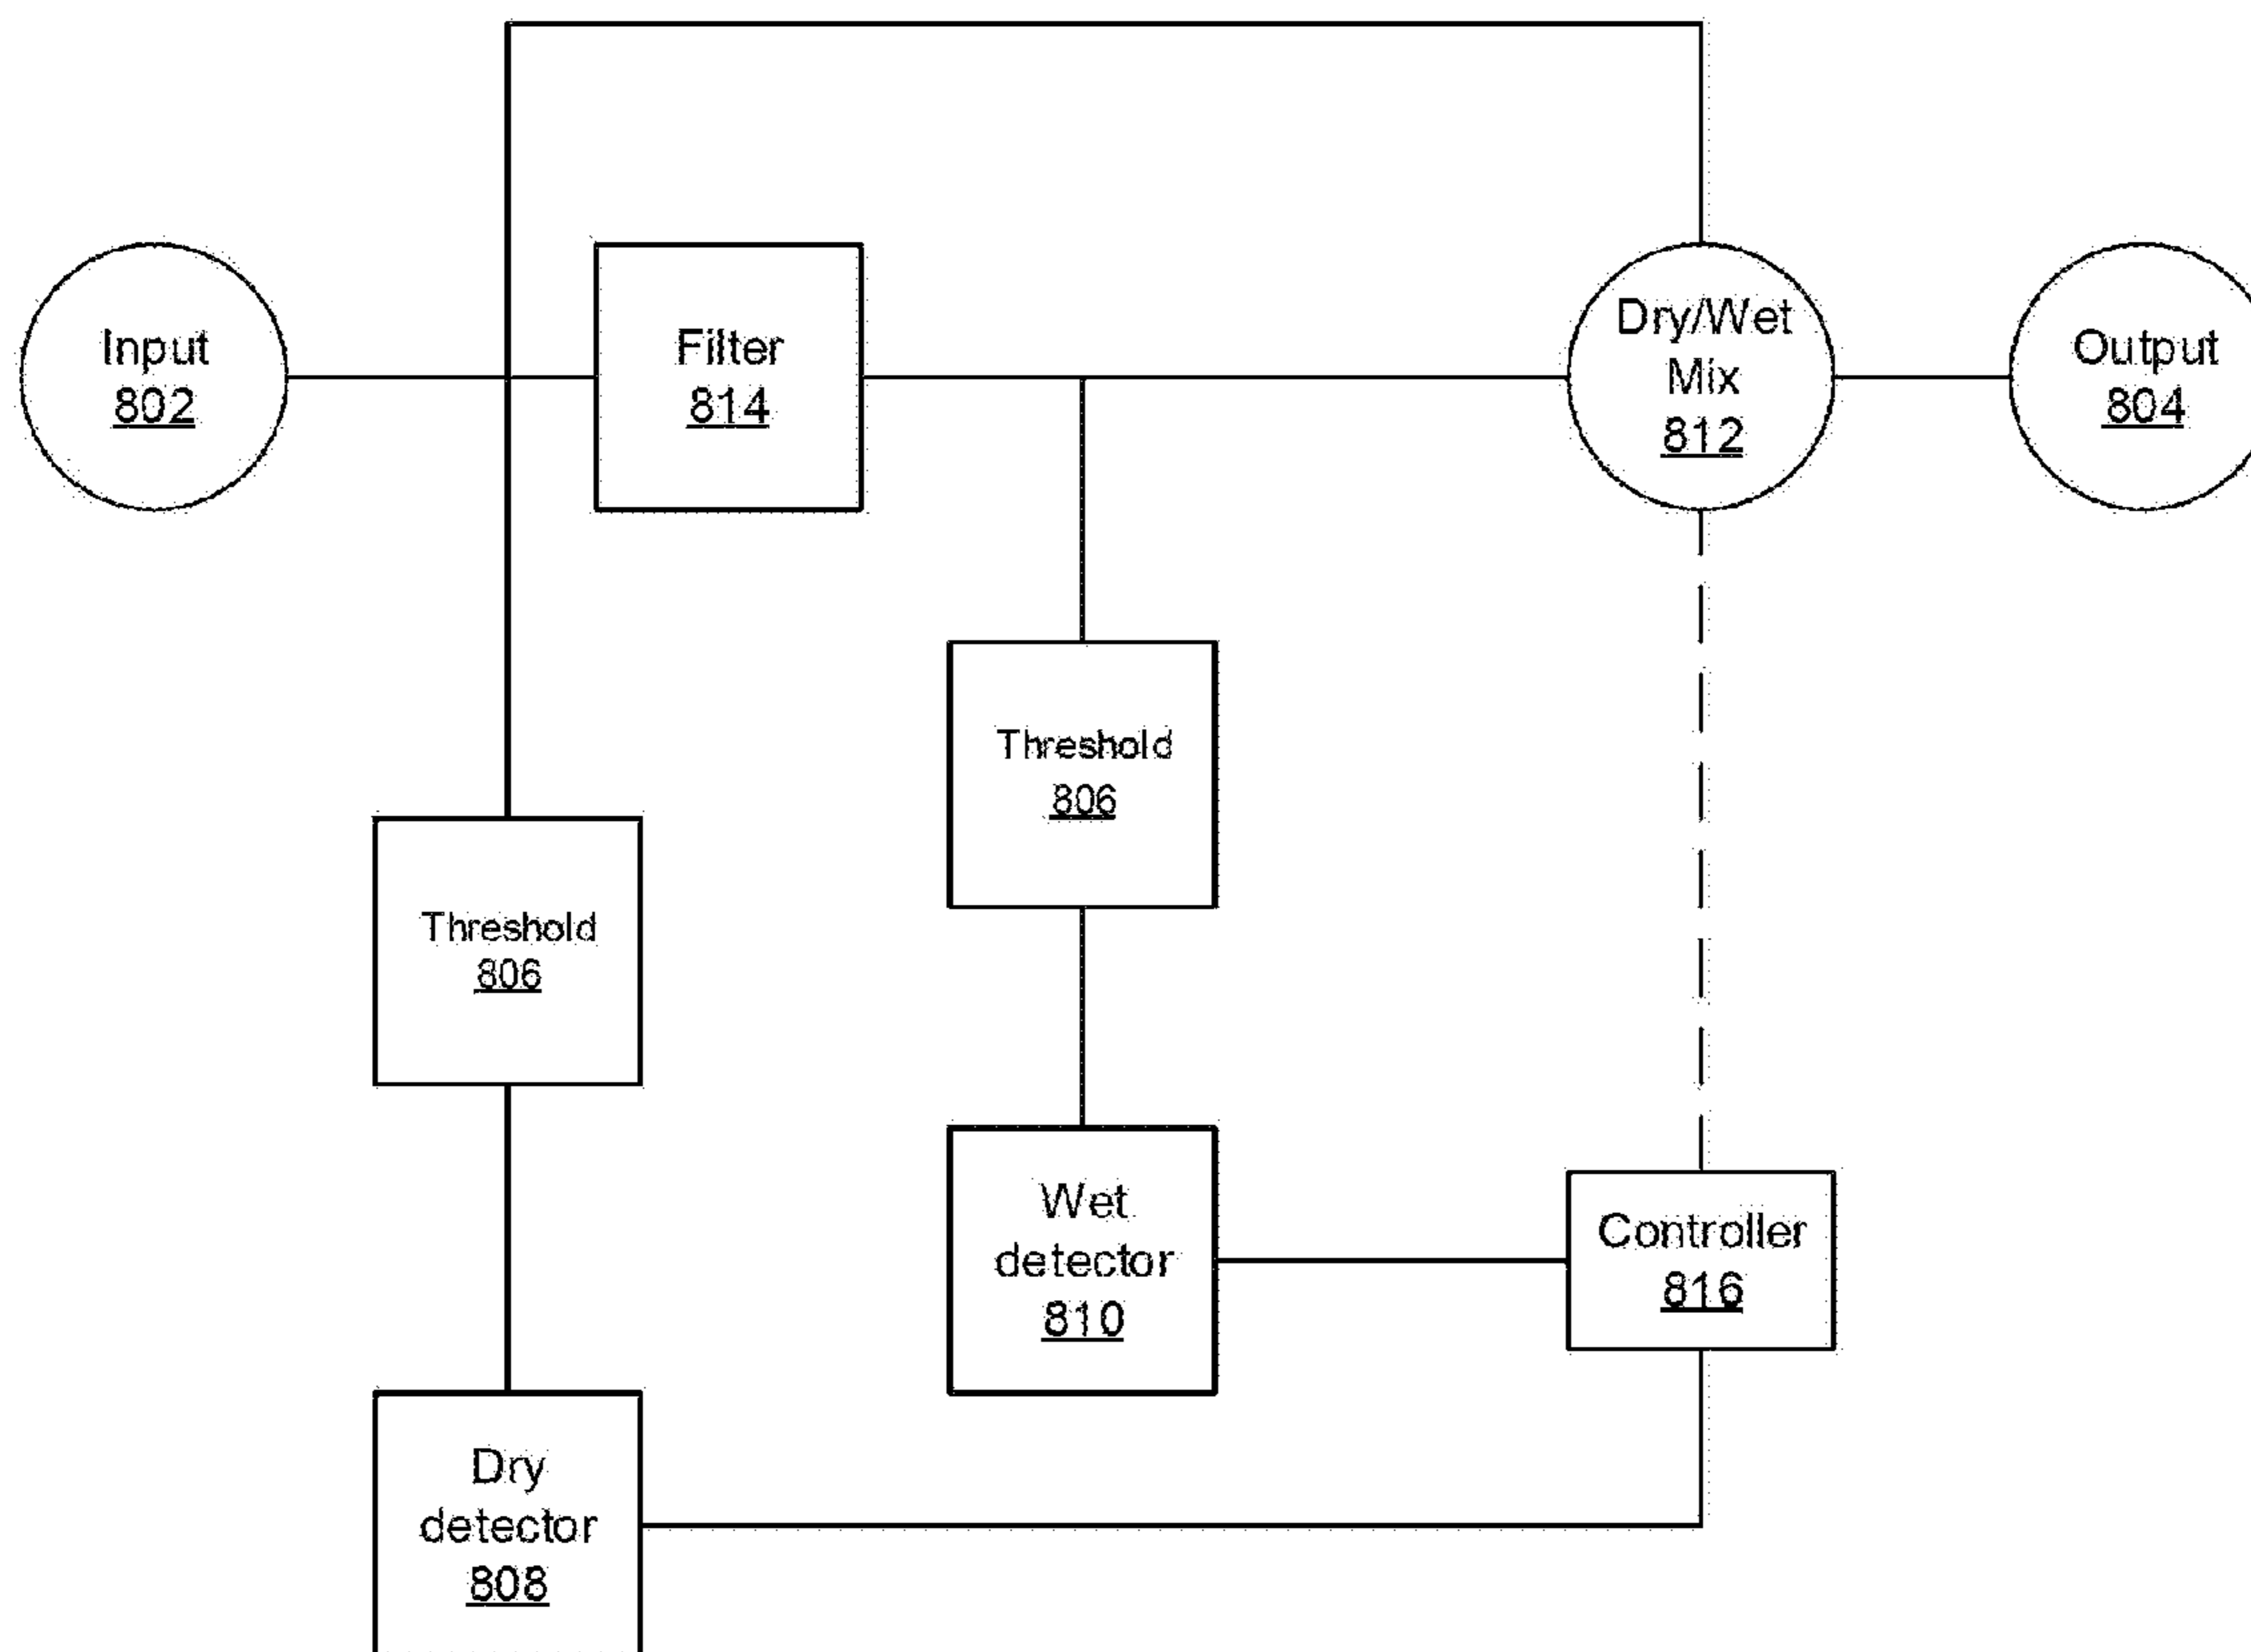 Input
802
Filter
814
Dry/Wet
Mix
812
Output
804
Threshold
806
Threshold
806
Wet
detector
810
Controller
816
Dry
detector
808